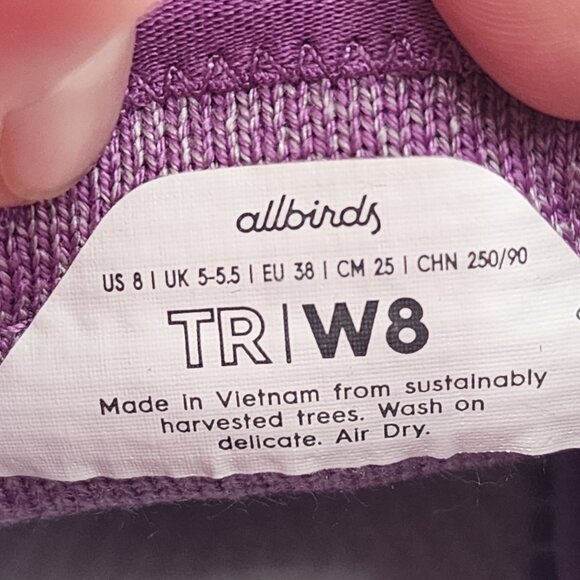 allbirds
US 8 | UK 5-5.5 | EU 38 | CM 25 | CHN 250/90
TR|W8
Made in Vietnam from sustainably
harvested trees. Wash on
delicate. Air Dry.